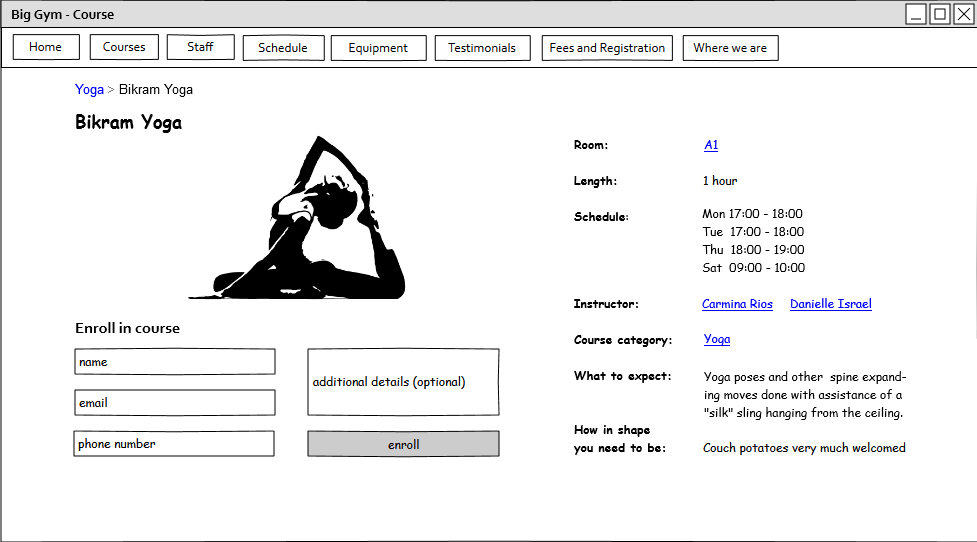 Big Gym - Course
Home Courses Staff Schedule Equipment Testimonials Fees and Registration Where we are
Yoga > Bikram Yoga
Bikram Yoga
Enroll in course
name
email
phone number
additional details (optional)
enroll
Room: A1
Length: 1 hour
Schedule: Mon 17:00 - 18:00
Tue 17:00 - 18:00
Thu 18:00 - 19:00
Sat 09:00 - 10:00
Instructor: Carmina Rios Danielle Israel
Course category: Yoga
What to expect: Yoga poses and other spine expand-
ing moves done with assistance of a
"silk" sling hanging from the ceiling.
How in shape
you need to be: Couch potatoes very much welcomed